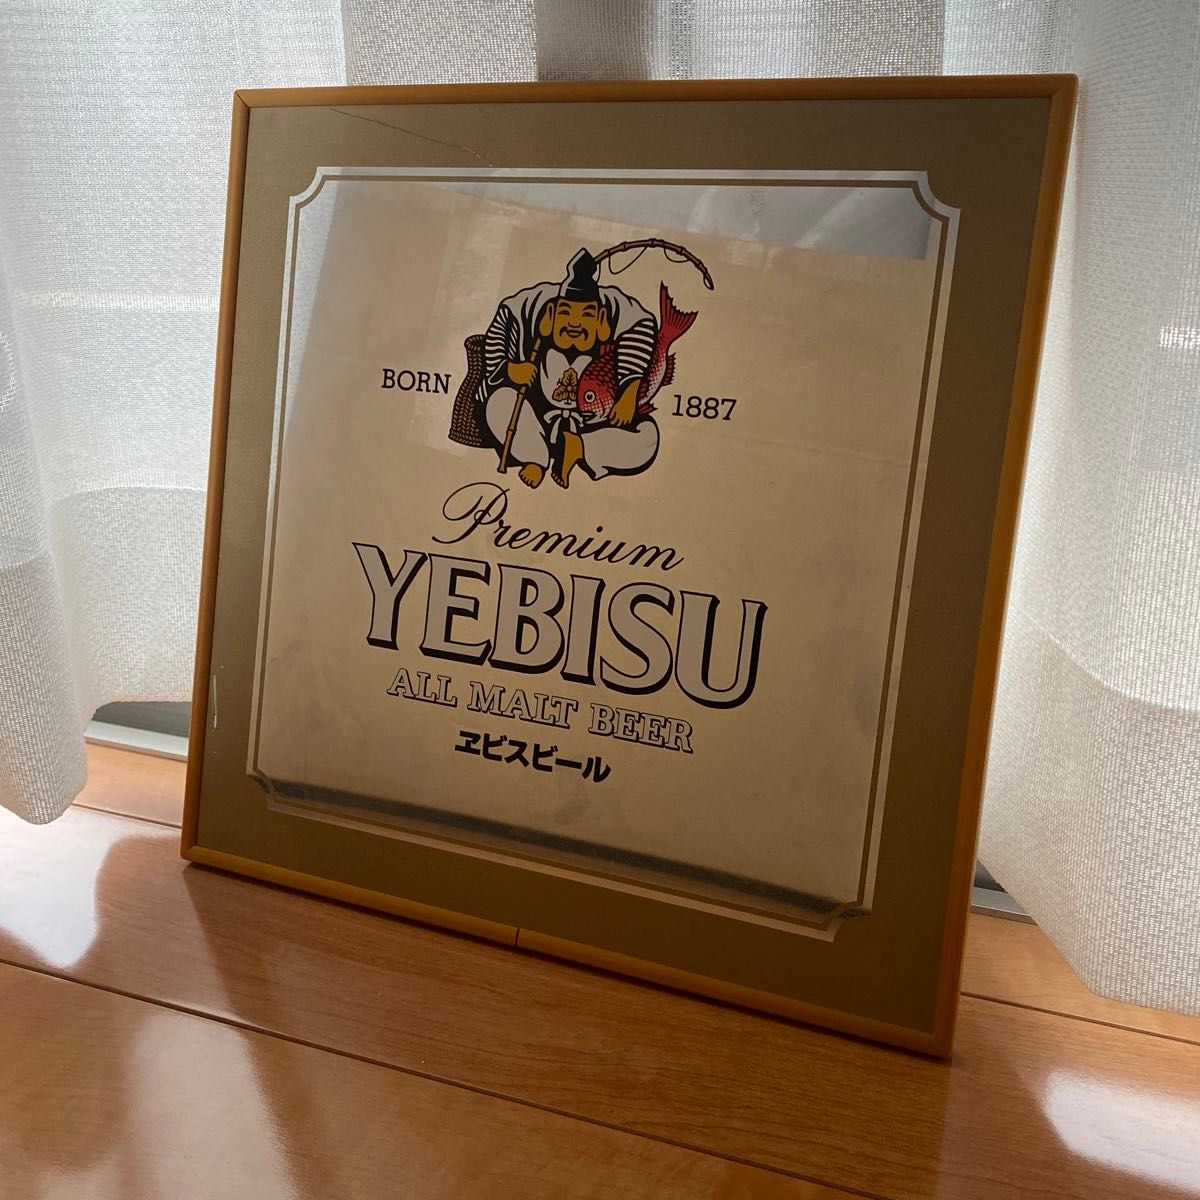 BORN 1887
Premium
YEBISU
ALL MALT BEER
ヱビスビール